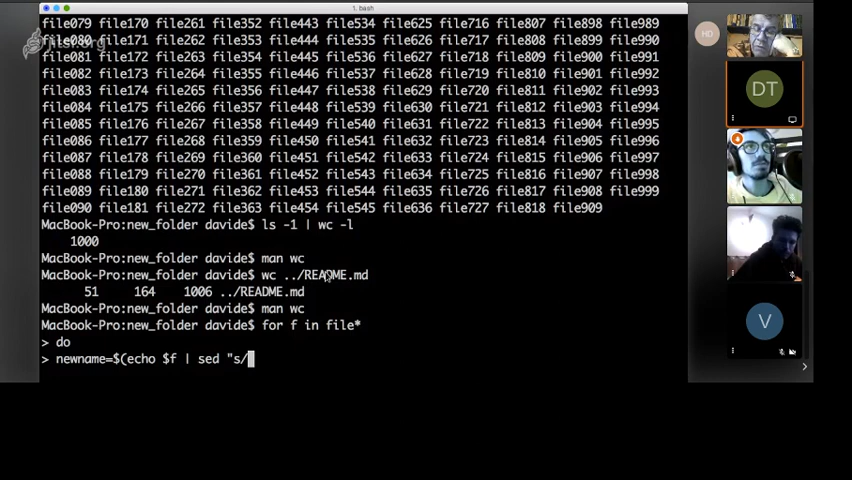 1. bash
file079 file170 file261 file352 file443 file534 file625 file716 file807 file898 file989
file080 file171 file262 file353 file444 file535 file626 file717 file808 file899 file990
file081 file172 file263 file354 file445 file536 file627 file718 file809 file900 file991
file082 file173 file264 file355 file446 file537 file628 file719 file810 file901 file992
file083 file174 file265 file356 file447 file538 file629 file720 file811 file902 file993
file084 file175 file266 file357 file448 file539 file630 file721 file812 file903 file994
file085 file176 file267 file358 file449 file540 file631 file722 file813 file904 file995
file086 file177 file268 file359 file450 file541 file632 file723 file814 file905 file996
file087 file178 file269 file360 file451 file542 file633 file724 file815 file906 file997
file088 file179 file270 file361 file452 file543 file634 file725 file816 file907 file998
file089 file180 file271 file362 file453 file544 file635 file726 file817 file908 file999
file090 file181 file272 file363 file454 file545 file636 file727 file818 file909
MacBook-Pro:new_folder davide$ ls -1 | wc -l
1000
MacBook-Pro:new_folder davide$ man wc
MacBook-Pro:new_folder davide$ wc ../README.md
51 164 1006 ../README.md
MacBook-Pro:new_folder davide$ man wc
MacBook-Pro:new_folder davide$ for f in file*
> do
> newname=$(echo $f | sed "s/
jitsi.org
HD
DT
V